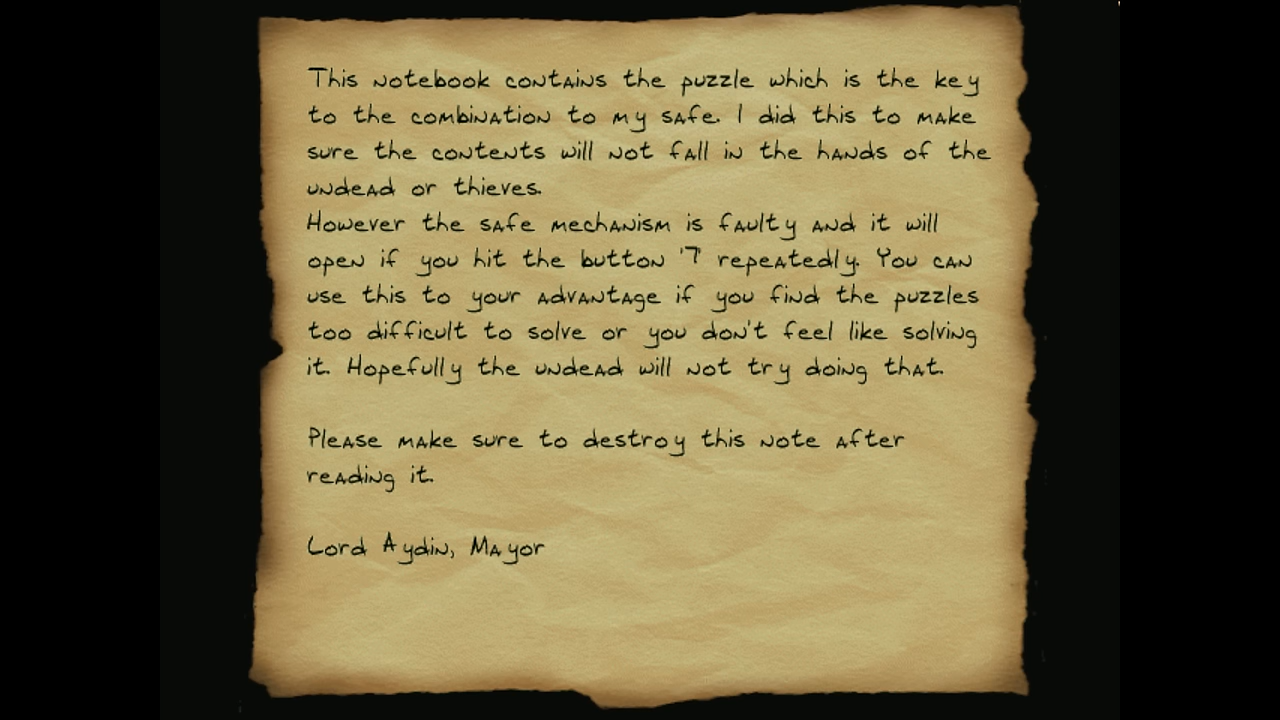 This notebook contains the puzzle which is the key
to the combination to my safe. I did this to make
sure the contents will not fall in the hands of the
undead or thieves.
However the safe mechanism is faulty and it will
open if you hit the button '7' repeatedly. You can
use this to your advantage if you find the puzzles
too difficult to solve or you don't feel like solving
it. Hopefully the undead will not try doing that.
Please make sure to destroy this note after
reading it.
Lord Aydin, Mayor